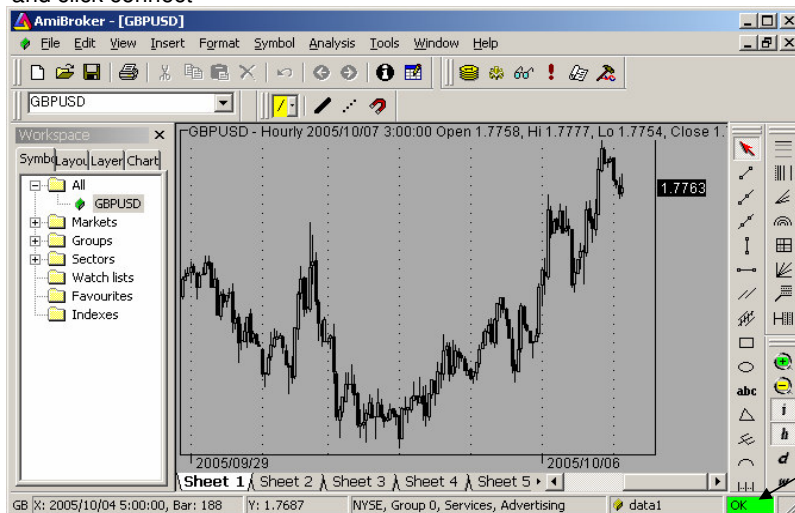 and click connect
AmiBroker - [GBPUSD]
File Edit View Insert Format Symbol Analysis Tools Window Help
GBPUSD
Workspace
Symbo Layou Layer Chart
All
GBPUSD
Markets
Groups
Sectors
Watch lists
Favourites
Indexes
GBPUSD - Hourly 2005/10/07 3:00:00 Open 1.7758, Hi 1.7777, Lo 1.7754, Close 1.
1.7763
2005/09/29 2005/10/06
Sheet 1 Sheet 2 Sheet 3 Sheet 4 Sheet 5
abc
i
h
d
GB X: 2005/10/04 5:00:00, Bar: 188 Y: 1.7687 NYSE, Group 0, Services, Advertising data1 OK